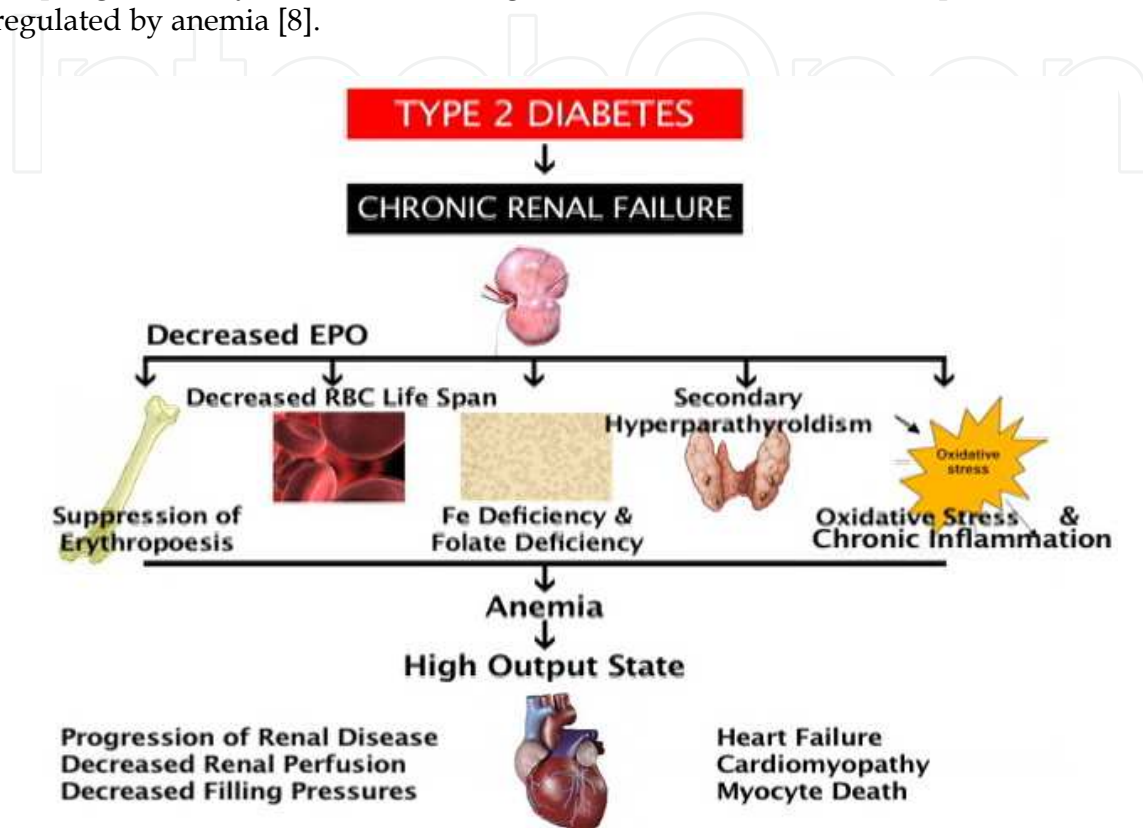 regulated by anemia [8].
TYPE 2 DIABETES
CHRONIC RENAL FAILURE
Decreased EPO
Decreased RBC Life Span
Secondary
Hyperparathyroldism
Oxidative
stress
Suppression of
Erythropoesis
Fe Deficiency &
Folate Deficiency
Oxidative Stress &
Chronic Inflammation
Anemia
High Output State
Progression of Renal Disease
Decreased Renal Perfusion
Decreased Filling Pressures
Heart Failure
Cardiomyopathy
Myocyte Death